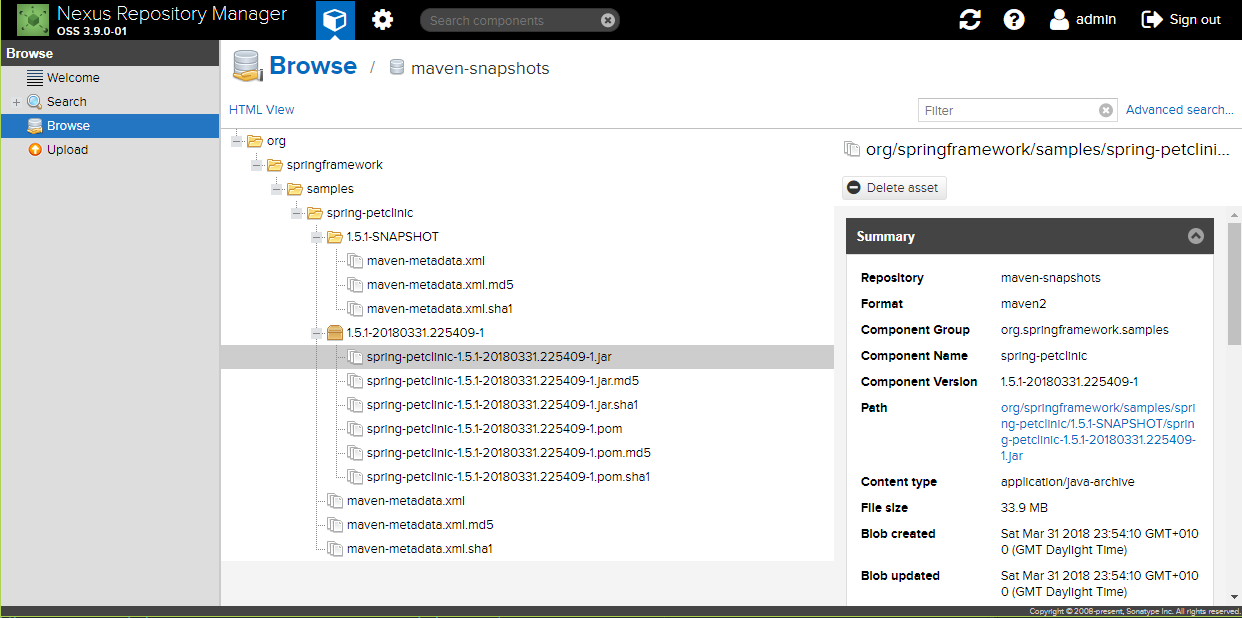 Nexus Repository Manager
OSS 3.9.0-01
Search components
admin
Sign out
Browse
Welcome
Search
Browse
Upload
Browse / maven-snapshots
HTML View
Filter
Advanced search...
org
springframework
samples
spring-petclinic
1.5.1-SNAPSHOT
maven-metadata.xml
maven-metadata.xml.md5
maven-metadata.xml.sha1
1.5.1-20180331.225409-1
spring-petclinic-1.5.1-20180331.225409-1.jar
spring-petclinic-1.5.1-20180331.225409-1.jar.md5
spring-petclinic-1.5.1-20180331.225409-1.jar.sha1
spring-petclinic-1.5.1-20180331.225409-1.pom
spring-petclinic-1.5.1-20180331.225409-1.pom.md5
spring-petclinic-1.5.1-20180331.225409-1.pom.sha1
maven-metadata.xml
maven-metadata.xml.md5
maven-metadata.xml.sha1
org/springframework/samples/spring-petclini...
Delete asset
Summary
Repository maven-snapshots
Format maven2
Component Group org.springframework.samples
Component Name spring-petclinic
Component Version 1.5.1-20180331.225409-1
Path org/springframework/samples/spri
ng-petclinic/1.5.1-SNAPSHOT/sprin
g-petclinic-1.5.1-20180331.225409-
1.jar
Content type application/java-archive
File size 33.9 MB
Blob created Sat Mar 31 2018 23:54:10 GMT+010
0 (GMT Daylight Time)
Blob updated Sat Mar 31 2018 23:54:10 GMT+010
0 (GMT Daylight Time)
Copyright © 2008-present, Sonatype Inc. All rights reserved.